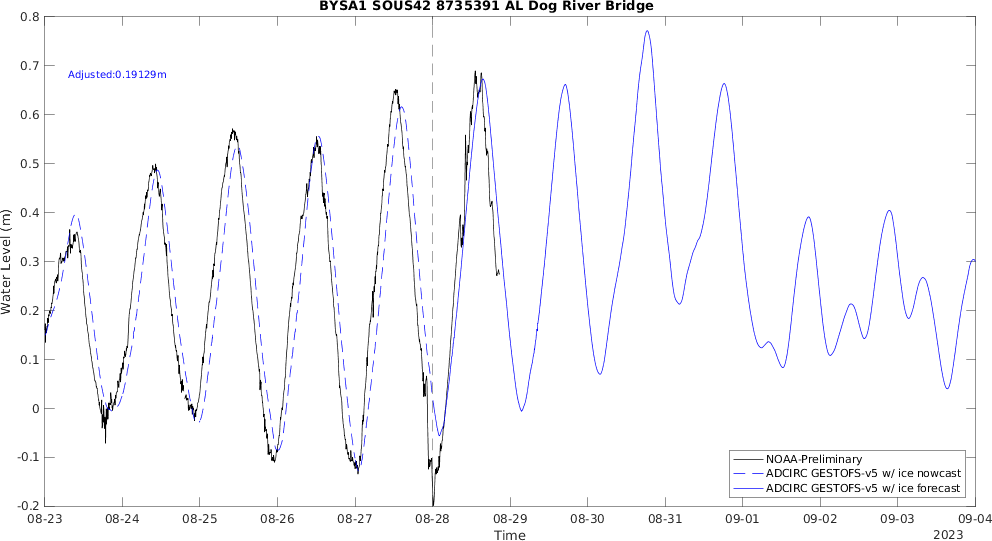 BYSA1 SOUS42 8735391 AL Dog River Bridge
Adjusted:0.19129m
Water Level (m)
0.8
0.7
0.6
0.5
0.4
0.3
0.2
0.1
0
-0.1
-0.2
NOAA-Preliminary
ADCIRC GESTOFS-v5 w/ ice nowcast
ADCIRC GESTOFS-v5 w/ ice forecast
08-23 08-24 08-25 08-26 08-27 08-28 08-29 08-30 08-31 09-01 09-02 09-03 09-04
Time
2023